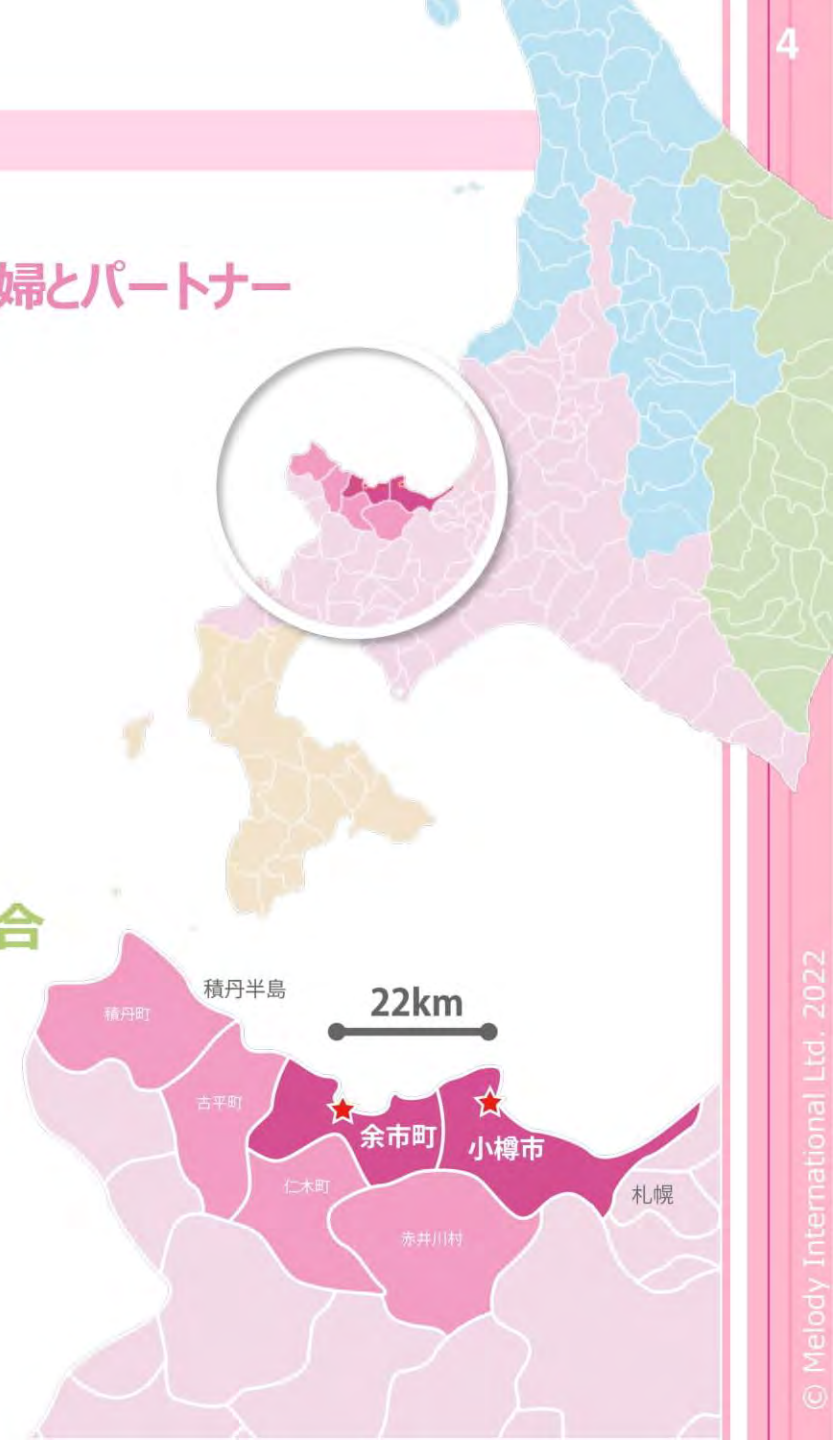 4
婦とパートナー
合
積丹半島
22km
積丹町
古平町
余市町
小樽市
仁木町
札幌
赤井川村
© Melody International Ltd. 2022